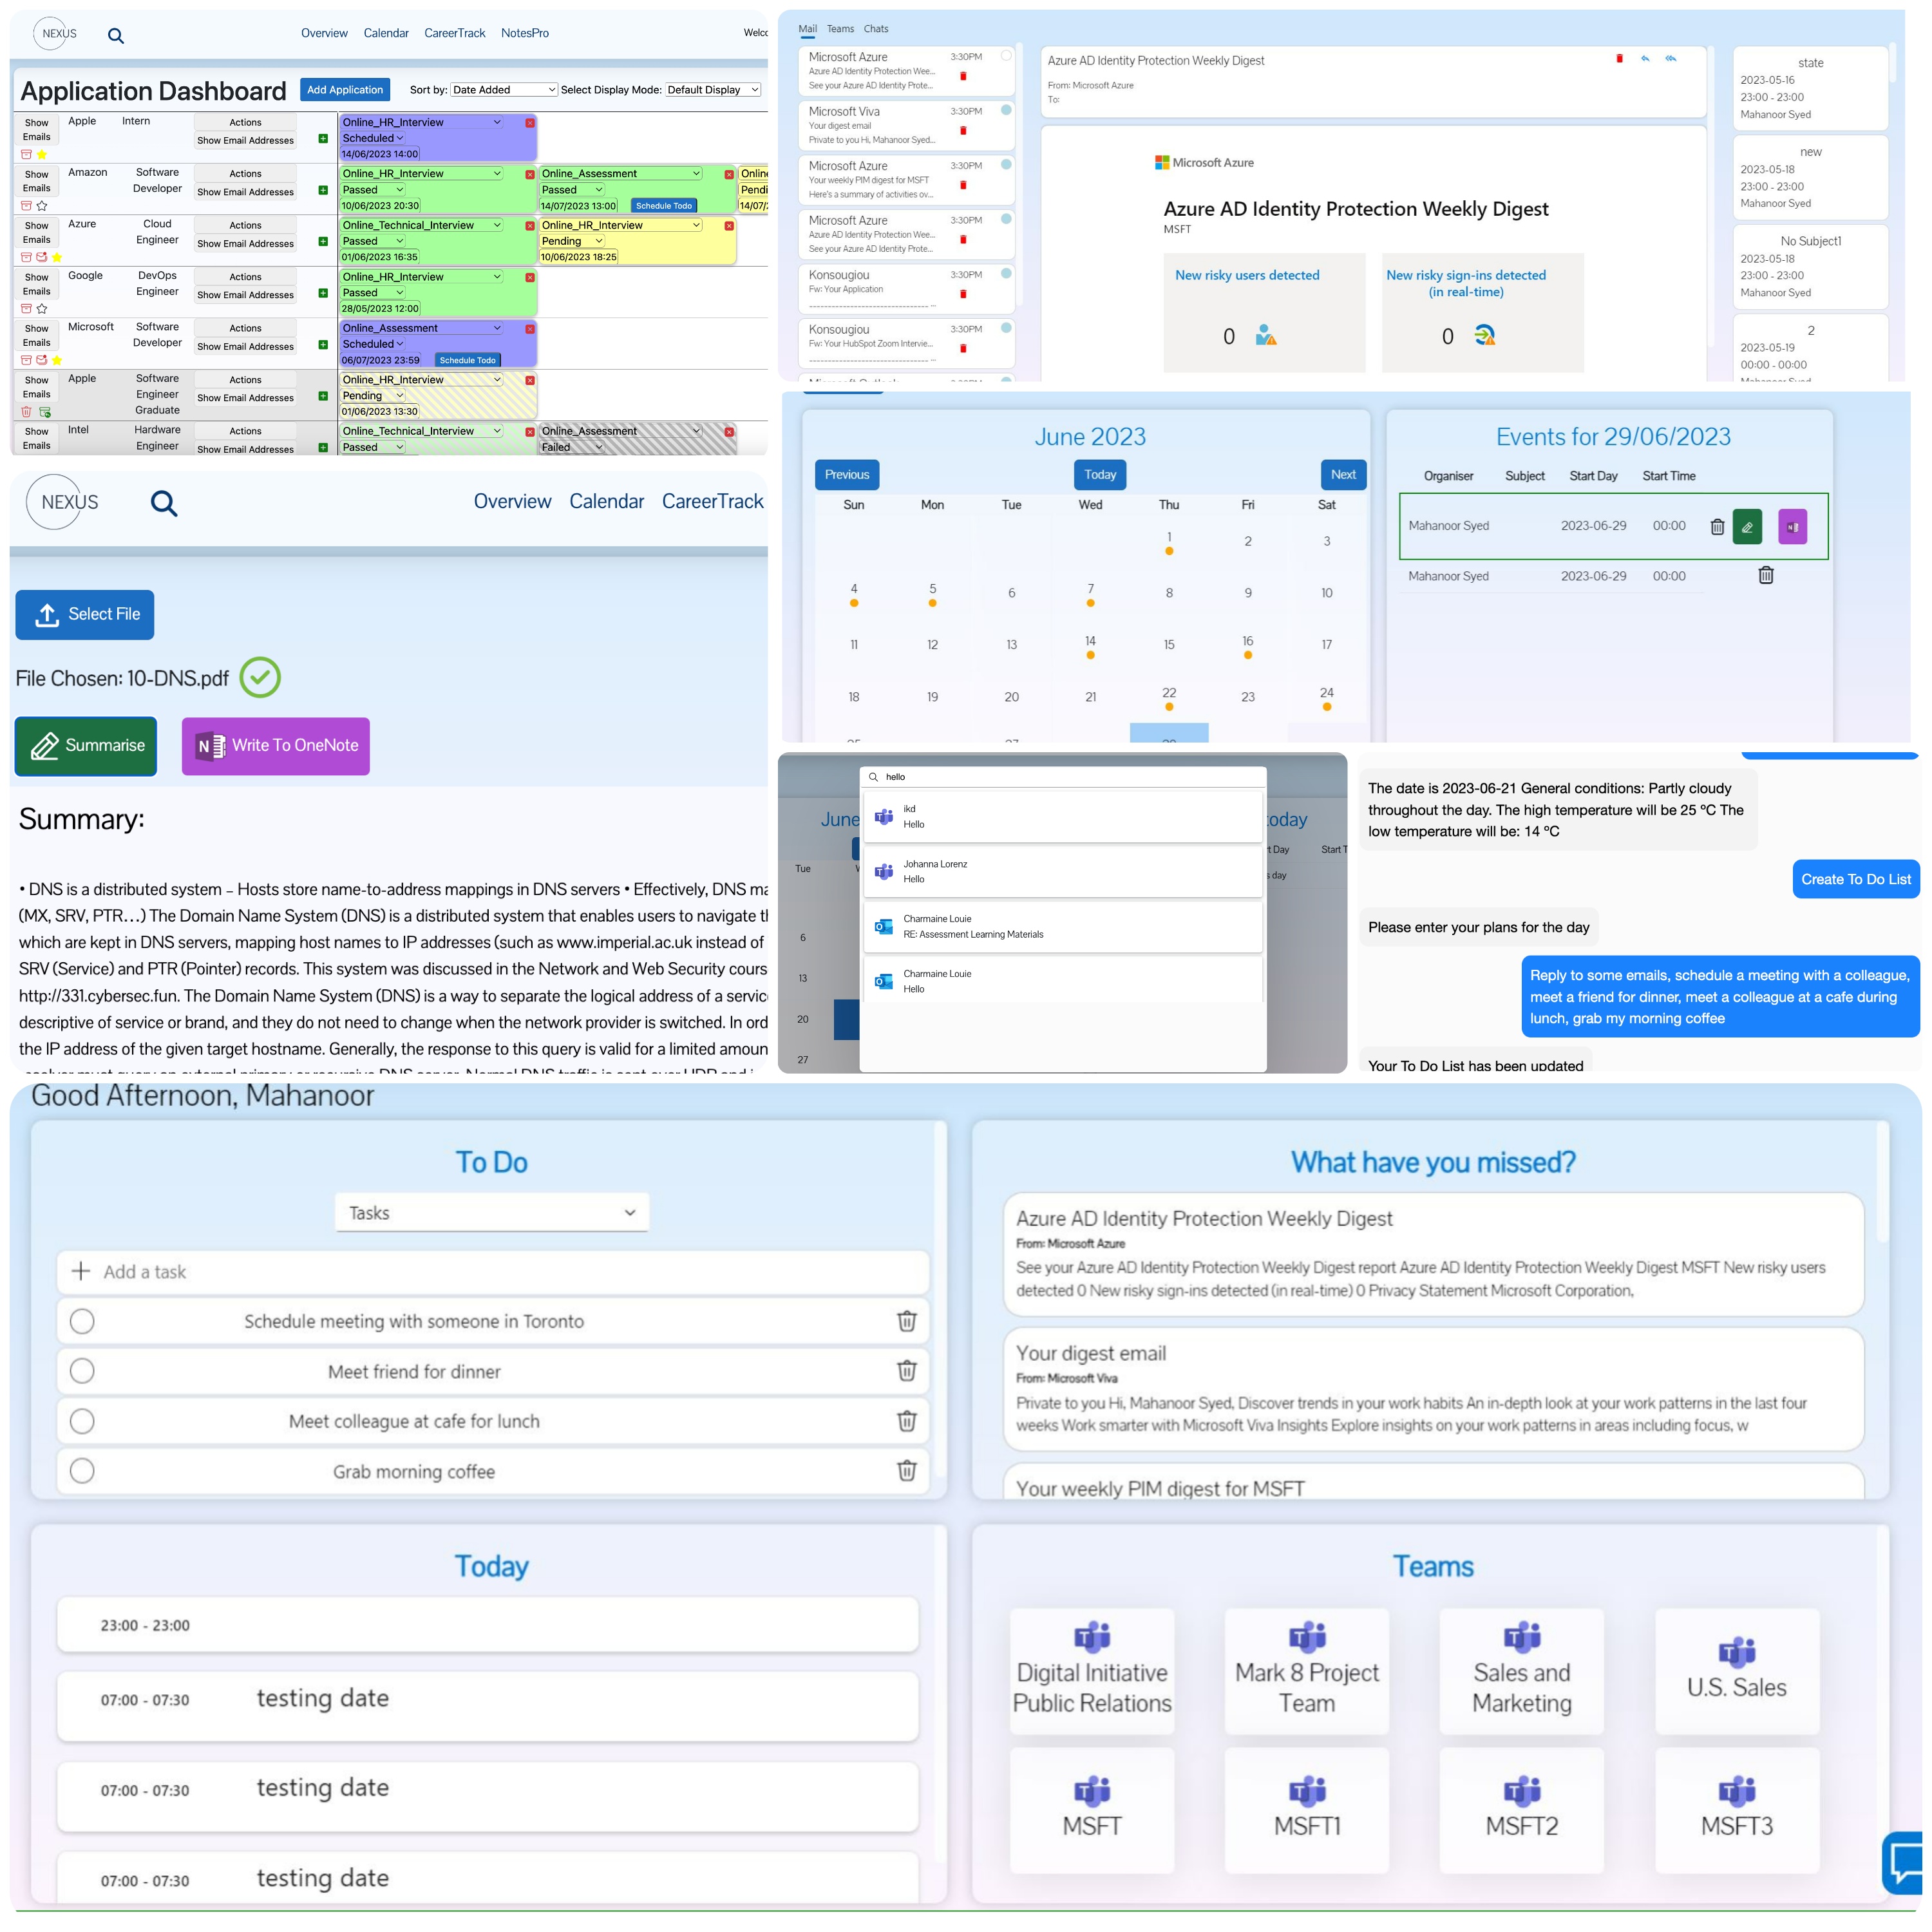 NEXUS
Overview Calendar CareerTrack NotesPro
Application Dashboard
Add Application
Sort by: Date Added Select Display Mode: Default Display
Show Emails
Apple
Intern
Actions
Show Email Addresses
Online_HR_Interview
Scheduled
14/06/2023 14:00
Show Emails
Amazon
Software Developer
Actions
Show Email Addresses
Online_HR_Interview
Passed
10/06/2023 20:30
Online_Assessment
Passed
14/07/2023 13:00
Schedule Todo
Show Emails
Azure
Cloud Engineer
Actions
Show Email Addresses
Online_Technical_Interview
Passed
01/06/2023 16:35
Online_HR_Interview
Pending
10/06/2023 18:25
Show Emails
Google
DevOps Engineer
Actions
Show Email Addresses
Online_HR_Interview
Passed
28/05/2023 12:00
Show Emails
Microsoft
Software Developer
Actions
Show Email Addresses
Online_Assessment
Scheduled
06/07/2023 23:59
Schedule Todo
Show Emails
Apple
Software Engineer Graduate
Actions
Show Email Addresses
Online_HR_Interview
Pending
01/06/2023 13:30
Show Emails
Intel
Hardware Engineer
Actions
Show Email Addresses
Online_Technical_Interview
Passed
Online_Assessment
Failed
Mail Teams Chats
Microsoft Azure 3:30PM
Azure AD Identity Protection Wee...
See your Azure AD Identity Prote...
Microsoft Viva 3:30PM
Your digest email
Private to you Hi, Mahanoor Syed...
Microsoft Azure 3:30PM
Your weekly PIM digest for MSFT
Here's a summary of activities ov...
Microsoft Azure 3:30PM
Azure AD Identity Protection Wee...
See your Azure AD Identity Prote...
Konsougiou 3:30PM
Fw: Your Application
Konsougiou 3:30PM
Fw: Your HubSpot Zoom Intervie...
Azure AD Identity Protection Weekly Digest
From: Microsoft Azure
To:
Microsoft Azure
Azure AD Identity Protection Weekly Digest
MSFT
New risky users detected
0
New risky sign-ins detected
(in real-time)
0
state
2023-05-16
23:00 - 23:00
Mahanoor Syed
new
2023-05-18
23:00 - 23:00
Mahanoor Syed
No Subject1
2023-05-18
23:00 - 23:00
Mahanoor Syed
2
2023-05-19
00:00 - 00:00
Mahanoor Syed
June 2023
Previous Today Next
Sun Mon Tue Wed Thu Fri Sat
1 2 3
4 5 6 7 8 9 10
11 12 13 14 15 16 17
18 19 20 21 22 23 24
Events for 29/06/2023
Organiser Subject Start Day Start Time
Mahanoor Syed 2023-06-29 00:00
Mahanoor Syed 2023-06-29 00:00
NEXUS
Overview Calendar CareerTrack
Select File
File Chosen: 10-DNS.pdf
Summarise
Write To OneNote
Summary:
• DNS is a distributed system – Hosts store name-to-address mappings in DNS servers • Effectively, DNS
(MX, SRV, PTR...) The Domain Name System (DNS) is a distributed system that enables users to navigate
which are kept in DNS servers, mapping host names to IP addresses (such as www.imperial.ac.uk instead of
SRV (Service) and PTR (Pointer) records. This system was discussed in the Network and Web Security
http://331.cybersec.fun. The Domain Name System (DNS) is a way to separate the logical address of a
descriptive of service or brand, and they do not need to change when the network provider is switched. In
the IP address of the given target hostname. Generally, the response to this query is valid for a limited
hello
ikd
Hello
Johanna Lorenz
Hello
Charmaine Louie
RE: Assessment Learning Materials
Charmaine Louie
Hello
June
Tue
6
13
20
27
The date is 2023-06-21 General conditions: Partly cloudy
throughout the day. The high temperature will be 25 ºC The
low temperature will be: 14 ºC
Create To Do List
Please enter your plans for the day
Reply to some emails, schedule a meeting with a colleague,
meet a friend for dinner, meet a colleague at a cafe during
lunch, grab my morning coffee
Your To Do List has been updated
Good Afternoon, Mahanoor
To Do
Tasks
Add a task
Schedule meeting with someone in Toronto
Meet friend for dinner
Meet colleague at cafe for lunch
Grab morning coffee
What have you missed?
Azure AD Identity Protection Weekly Digest
From: Microsoft Azure
See your Azure AD Identity Protection Weekly Digest report Azure AD Identity Protection Weekly Digest MSFT New risky users
detected 0 New risky sign-ins detected (in real-time) 0 Privacy Statement Microsoft Corporation,
Your digest email
From: Microsoft Viva
Private to you Hi, Mahanoor Syed, Discover trends in your work habits An in-depth look at your work patterns in the last four
weeks Work smarter with Microsoft Viva Insights Explore insights on your work patterns in areas including focus, w
Your weekly PIM digest for MSFT
Today
23:00 - 23:00
07:00 - 07:30 testing date
07:00 - 07:30 testing date
07:00 - 07:30 testing date
Teams
Digital Initiative Public Relations
Mark 8 Project Team
Sales and Marketing
U.S. Sales
MSFT
MSFT1
MSFT2
MSFT3